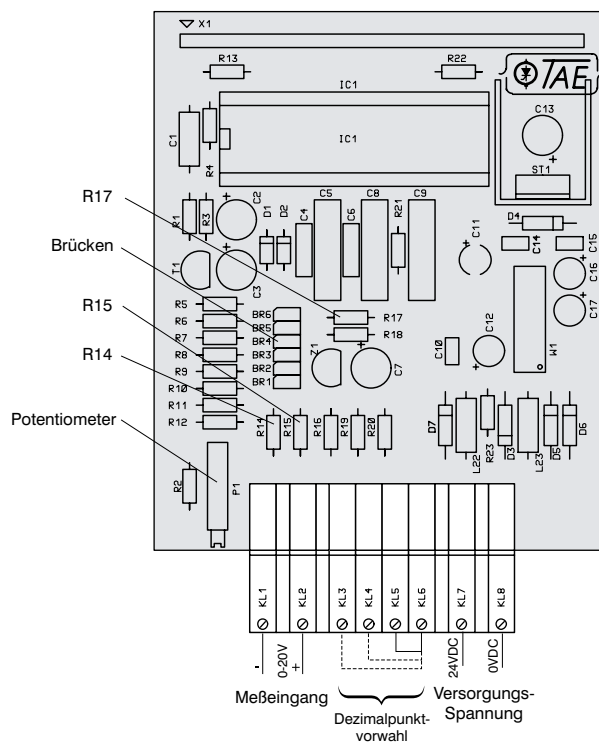 X1
R13
R22
TAE
IC1
C13
C1
R4
IC1
ST1
R17
R1
R3
C2
D1
D2
C4
C5
C6
C8
R21
C9
D4
C11
C14
C15
Brücken
T1
C3
C16
R15
R5
BR6
R17
C17
R6
BR5
R18
R7
BR4
C12
R14
R8
BR3
Z1
C10
W1
R9
BR2
C7
R10
BR1
R11
Potentiometer
R12
R14
R15
R16
R19
R20
D7
L22
R23
D3
L23
D5
D6
R2
P1
KL1
KL2
KL3
KL4
KL5
KL6
KL7
KL8
-
0-20V
+
24VDC
0VDC
Meßeingang
Versorgungs-
Spannung
Dezimalpunkt-
vorwahl